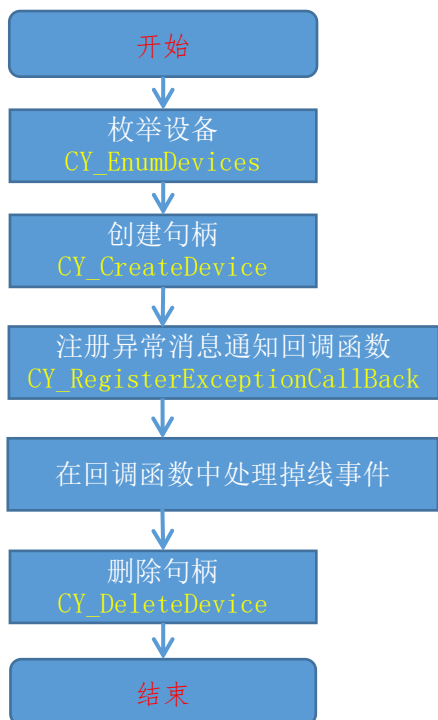 开始
枚举设备
CY_EnumDevices
创建句柄
CY_CreateDevice
注册异常消息通知回调函数
CY_RegisterExceptionCallBack
在回调函数中处理掉线事件
删除句柄
CY_DeleteDevice
结束